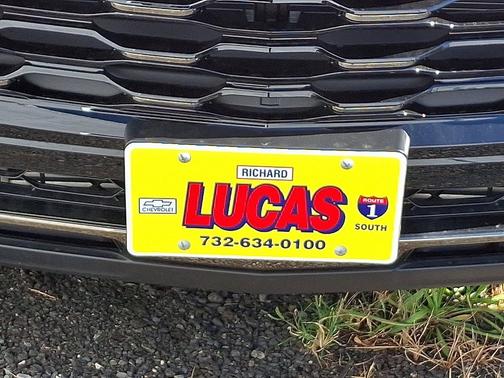 RICHARD
LUCAS
CHEVROLET
ROUTE
1
SOUTH
732-634-0100